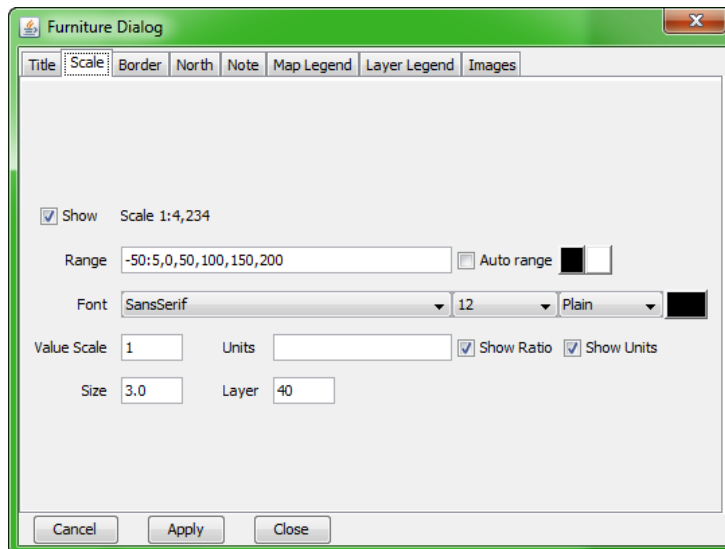 Furniture Dialog
Title Scale Border North Note Map Legend Layer Legend Images
Show Scale 1:4,234
Range -50:5,0,50,100,150,200 Auto range
Font SansSerif 12 Plain
Value Scale 1 Units Show Ratio Show Units
Size 3.0 Layer 40
Cancel Apply Close